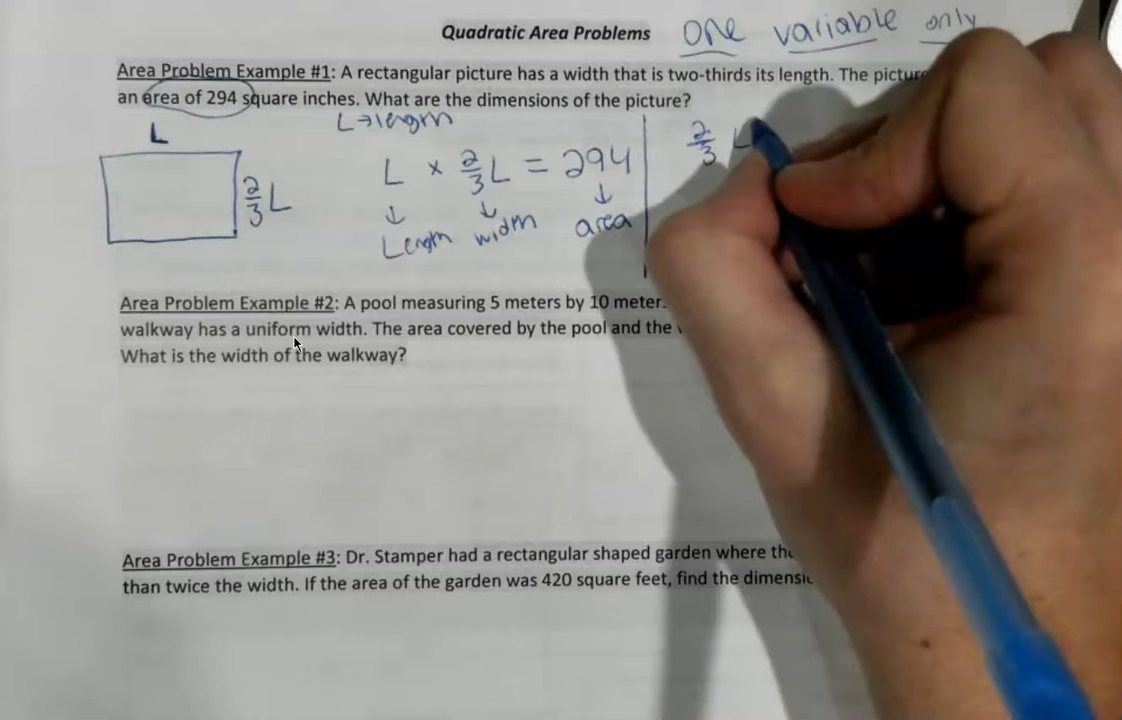 Quadratic Area Problems one variable only
Area Problem Example #1: A rectangular picture has a width that is two-thirds its length. The
an area of 294 square inches. What are the dimensions of the picture?
L → length
L
2/3 L
L × 2/3 L = 294
↓ ↓ ↓
Length width area
2/3 L
Area Problem Example #2: A pool measuring 5 meters by 10 meter.
walkway has a uniform width. The area covered by the pool and the
What is the width of the walkway?
Area Problem Example #3: Dr. Stamper had a rectangular shaped garden where
than twice the width. If the area of the garden was 420 square feet, find the